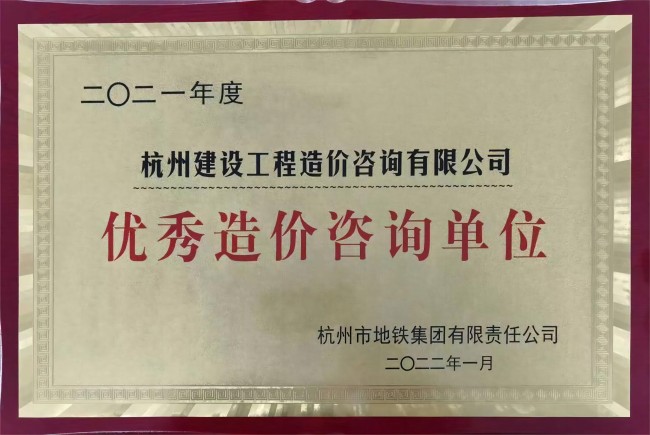 二〇二一年度
杭州建设工程造价咨询有限公司
优秀造价咨询单位
杭州市地铁集团有限责任公司
二〇二二年一月